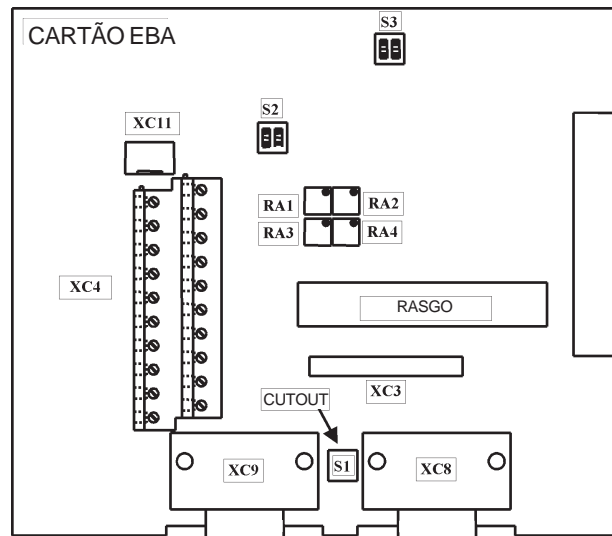 CARTÃO EBA
S3
S2
XC11
RA1
RA2
RA3
RA4
XC4
RASGO
XC3
CUTOUT
XC9
S1
XC8